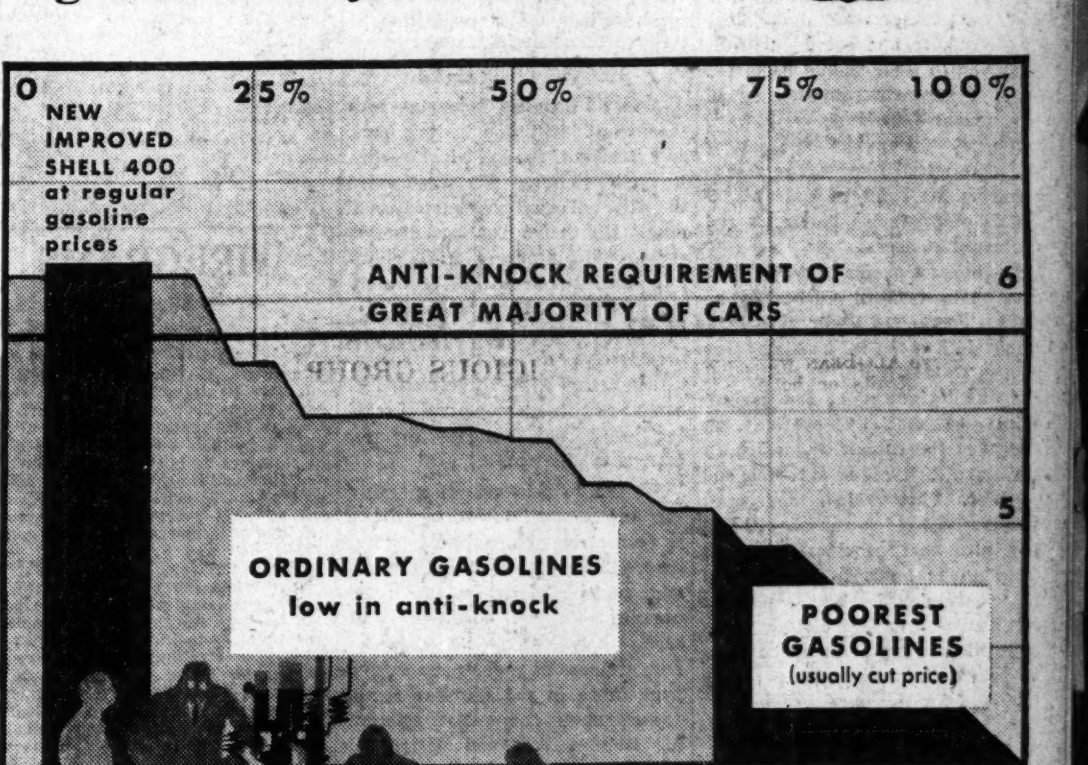 0 25% 50% 75% 100%
NEW
IMPROVED
SHELL 400
at regular
gasoline
prices
ANTI-KNOCK REQUIREMENT OF
GREAT MAJORITY OF CARS
6
5
ORDINARY GASOLINES
low in anti-knock
POOREST
GASOLINES
(usually cut price)